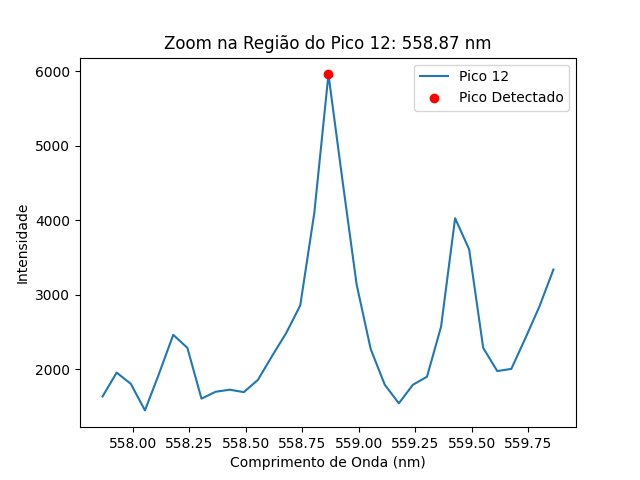 Zoom na Região do Pico 12: 558.87 nm
Pico 12
Pico Detectado
Intensidade
6000
5000
4000
3000
2000
558.00 558.25 558.50 558.75 559.00 559.25 559.50 559.75
Comprimento de Onda (nm)